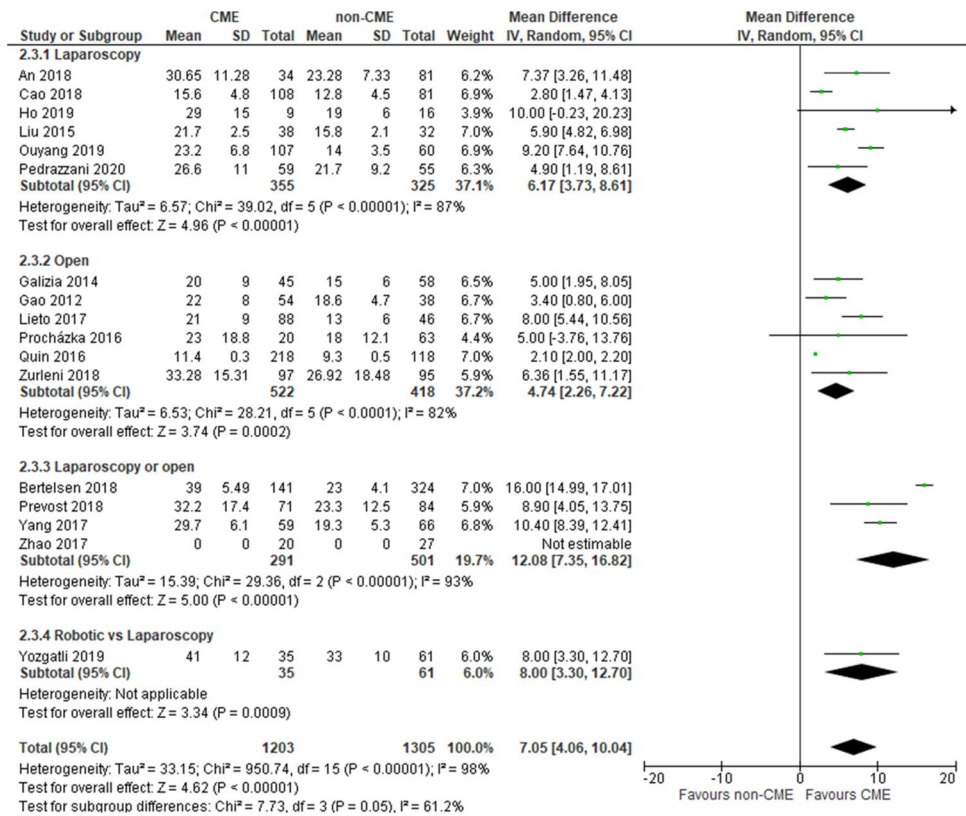 CME non-CME Mean Difference Mean Difference
Study or Subgroup Mean SD Total Mean SD Total Weight IV, Random, 95% CI IV, Random, 95% CI
2.3.1 Laparoscopy
An 2018 30.65 11.28 34 23.28 7.33 81 6.2% 7.37 [3.26, 11.48]
Cao 2018 15.6 4.8 108 12.8 4.5 81 6.9% 2.80 [1.47, 4.13]
Ho 2019 29 15 9 19 6 16 3.9% 10.00 [-0.23, 20.23]
Liu 2015 21.7 2.5 38 15.8 2.1 32 7.0% 5.90 [4.82, 6.98]
Ouyang 2019 23.2 6.8 107 14 3.5 60 6.9% 9.20 [7.64, 10.76]
Pedrazzani 2020 26.6 11 59 21.7 9.2 55 6.3% 4.90 [1.19, 8.61]
Subtotal (95% CI) 355 325 37.1% 6.17 [3.73, 8.61]
Heterogeneity: Tau² = 6.57; Chi² = 39.02, df = 5 (P < 0.00001); I² = 87%
Test for overall effect: Z = 4.96 (P < 0.00001)
2.3.2 Open
Galizia 2014 20 9 45 15 6 58 6.5% 5.00 [1.95, 8.05]
Gao 2012 22 8 54 18.6 4.7 38 6.7% 3.40 [0.80, 6.00]
Lieto 2017 21 9 88 13 6 46 6.7% 8.00 [5.44, 10.56]
Procházka 2016 23 18.8 20 18 12.1 63 4.4% 5.00 [-3.76, 13.76]
Quin 2016 11.4 0.3 218 9.3 0.5 118 7.0% 2.10 [2.00, 2.20]
Zurleni 2018 33.28 15.31 97 26.92 18.48 95 5.9% 6.36 [1.55, 11.17]
Subtotal (95% CI) 522 418 37.2% 4.74 [2.26, 7.22]
Heterogeneity: Tau² = 6.53; Chi² = 28.21, df = 5 (P < 0.0001); I² = 82%
Test for overall effect: Z = 3.74 (P = 0.0002)
2.3.3 Laparoscopy or open
Bertelsen 2018 39 5.49 141 23 4.1 324 7.0% 16.00 [14.99, 17.01]
Prevost 2018 32.2 17.4 71 23.3 12.5 84 5.9% 8.90 [4.05, 13.75]
Yang 2017 29.7 6.1 59 19.3 5.3 66 6.8% 10.40 [8.39, 12.41]
Zhao 2017 0 0 20 0 0 27 Not estimable
Subtotal (95% CI) 291 501 19.7% 12.08 [7.35, 16.82]
Heterogeneity: Tau² = 15.39; Chi² = 29.36, df = 2 (P < 0.00001); I² = 93%
Test for overall effect: Z = 5.00 (P < 0.00001)
2.3.4 Robotic vs Laparoscopy
Yozgatli 2019 41 12 35 33 10 61 6.0% 8.00 [3.30, 12.70]
Subtotal (95% CI) 35 61 6.0% 8.00 [3.30, 12.70]
Heterogeneity: Not applicable
Test for overall effect: Z = 3.34 (P = 0.0009)
Total (95% CI) 1203 1305 100.0% 7.05 [4.06, 10.04]
Heterogeneity: Tau² = 33.15; Chi² = 950.74, df = 15 (P < 0.00001); I² = 98%
Test for overall effect: Z = 4.62 (P < 0.00001)
Test for subgroup differences: Chi² = 7.73, df = 3 (P = 0.05), I² = 61.2%
-20 -10 0 10 20
Favours non-CME Favours CME